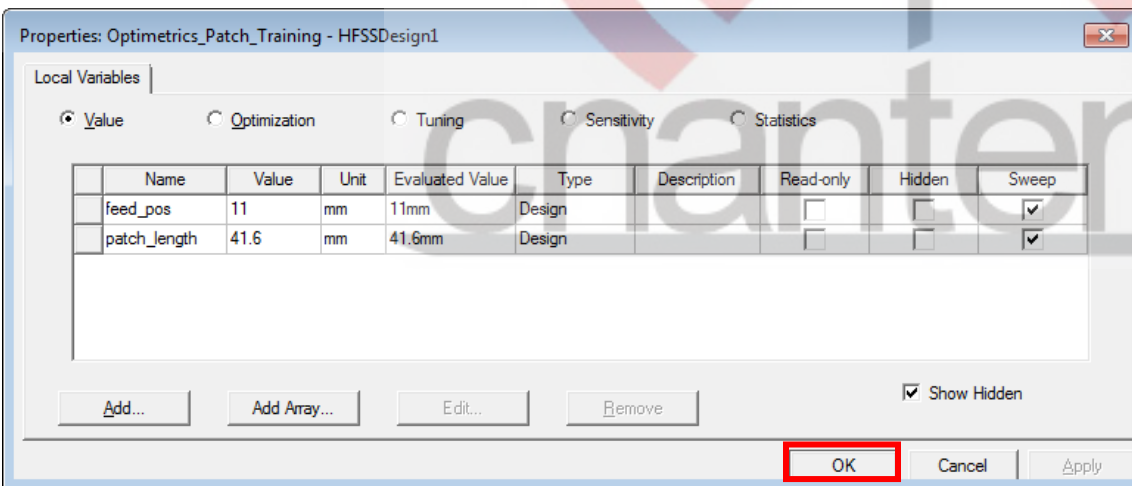 Properties: Optimetrics_Patch_Training - HFSSDesign1
Local Variables
Value Optimization Tuning Sensitivity Statistics
Name Value Unit Evaluated Value Type Description Read-only Hidden Sweep
feed_pos 11 mm 11mm Design
patch_length 41.6 mm 41.6mm Design
Show Hidden
Add... Add Array... Edit... Remove
OK Cancel Apply